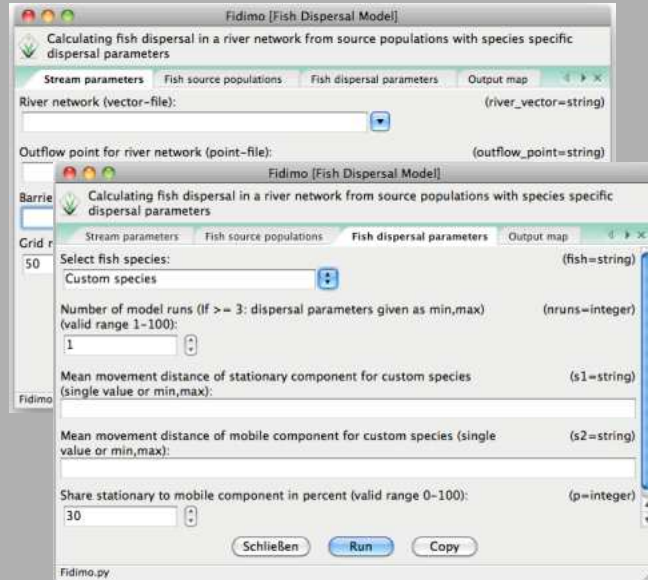 Fidimo [Fish Dispersal Model]
Calculating fish dispersal in a river network from source populations with species specific
dispersal parameters
Stream parameters Fish source populations Fish dispersal parameters Output map
River network (vector-file): (river_vector=string)
Outflow point for river network (point-file): (outflow_point=string)
Barrie
Grid r
50
Fidimo
Fidimo [Fish Dispersal Model]
Calculating fish dispersal in a river network from source populations with species specific
dispersal parameters
Stream parameters Fish source populations Fish dispersal parameters Output map
Select fish species: (fish=string)
Custom species
Number of model runs (If >= 3: dispersal parameters given as min,max) (nruns=integer)
(valid range 1-100):
1
Mean movement distance of stationary component for custom species (s1=string)
(single value or min,max):
Mean movement distance of mobile component for custom species (single (s2=string)
value or min,max):
Share stationary to mobile component in percent (valid range 0-100): (p=integer)
30
Schließen Run Copy
Fidimo.py